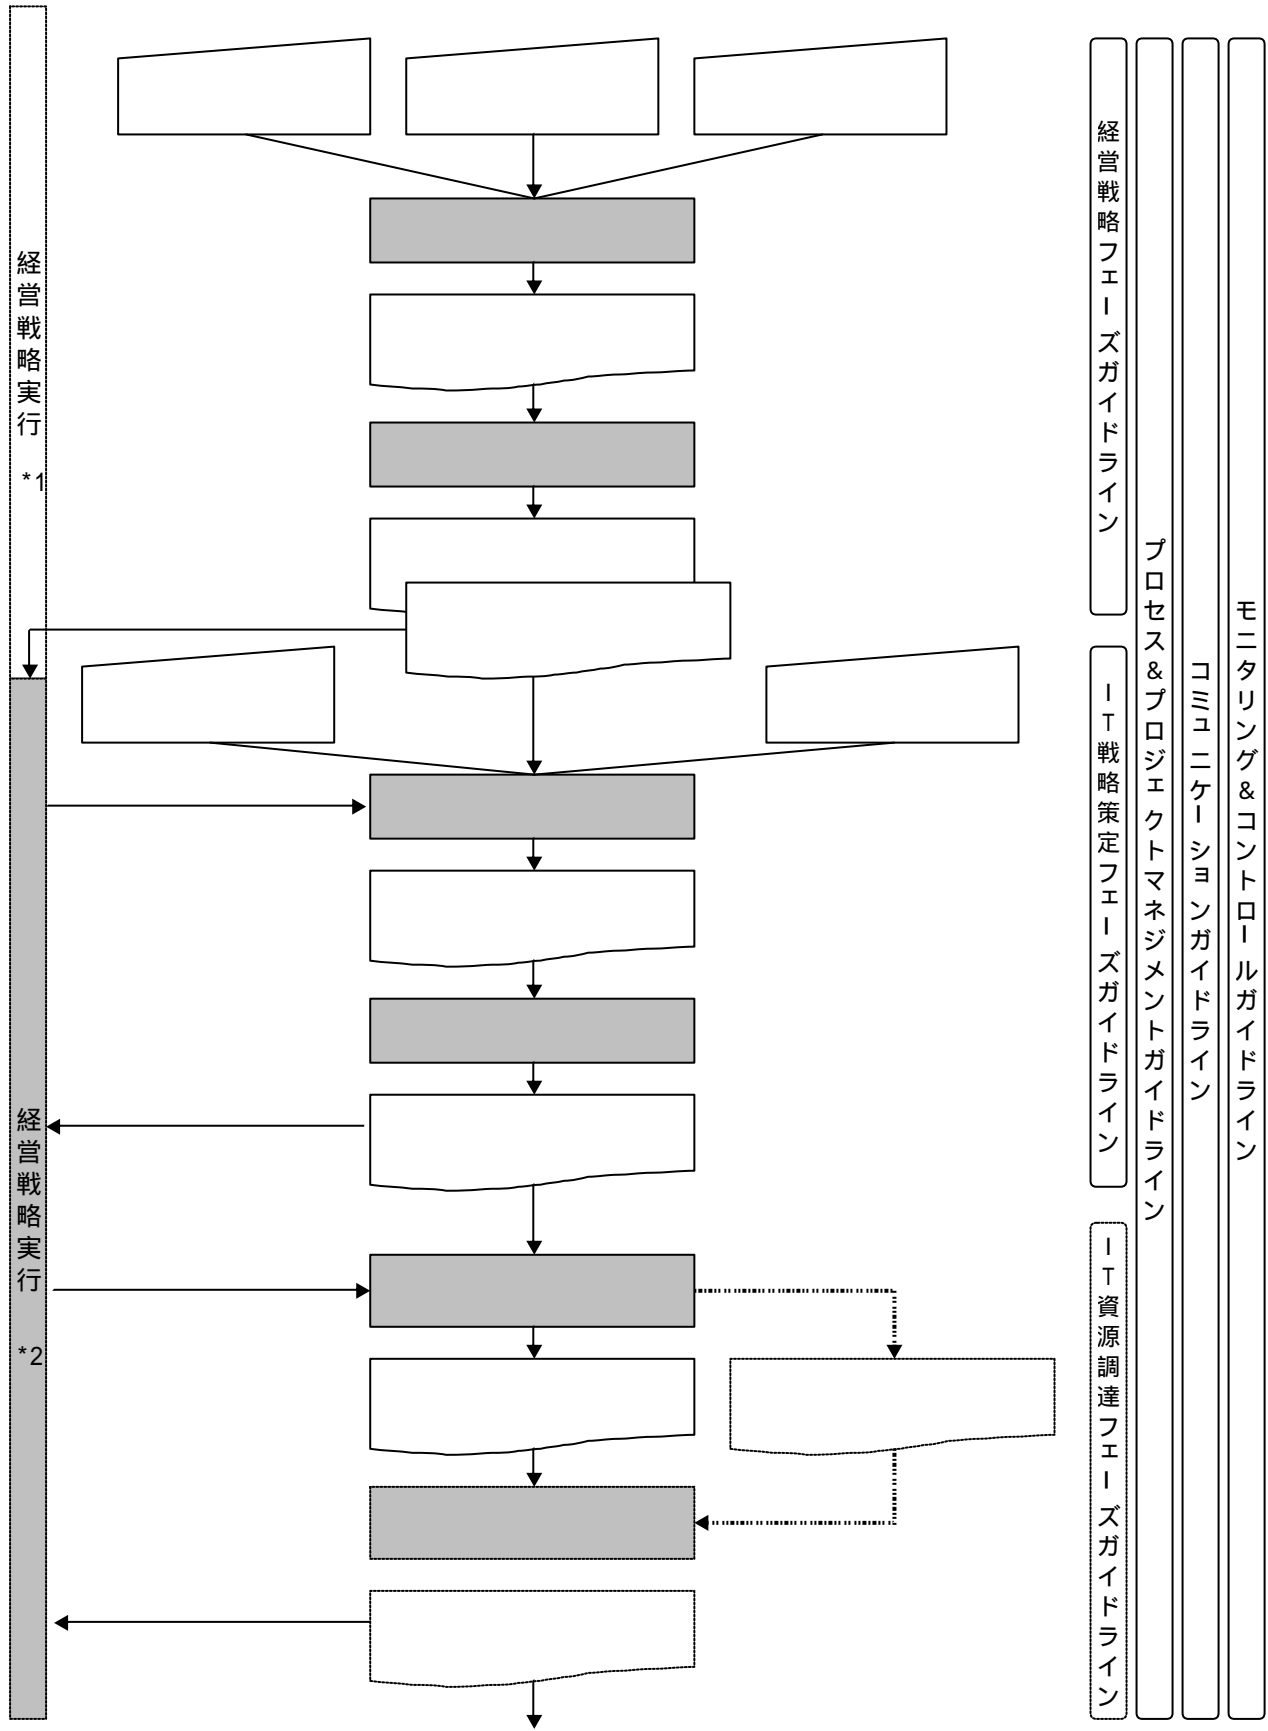 経営戦略実行
*1
経営戦略実行
*2
経営戦略フェーズガイドライン
IT戦略策定フェーズガイドライン
IT資源調達フェーズガイドライン
プロセス&プロジェクトマネジメントガイドライン
コミュニケーションガイドライン
モニタリング&コントロールガイドライン